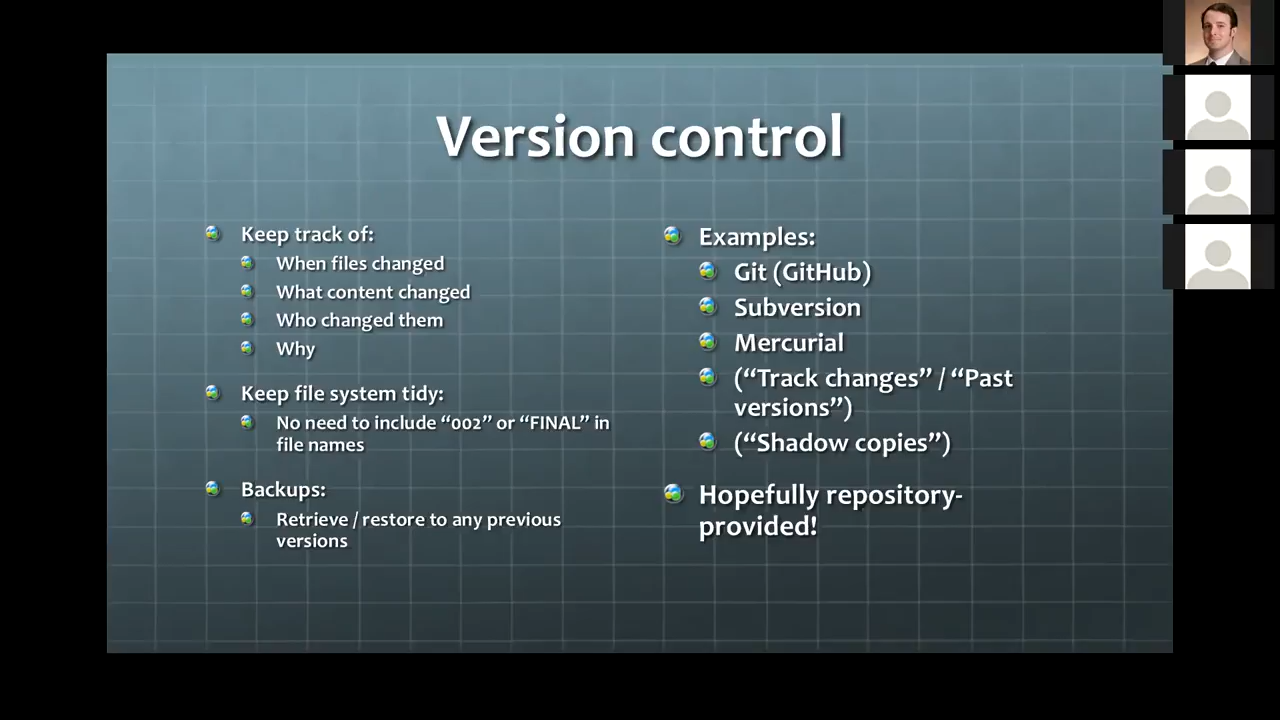 Version control
Keep track of:
When files changed
What content changed
Who changed them
Why
Keep file system tidy:
No need to include “002” or “FINAL” in
file names
Backups:
Retrieve / restore to any previous
versions
Examples:
Git (GitHub)
Subversion
Mercurial
(“Track changes” / “Past
versions”)
(“Shadow copies”)
Hopefully repository-
provided!